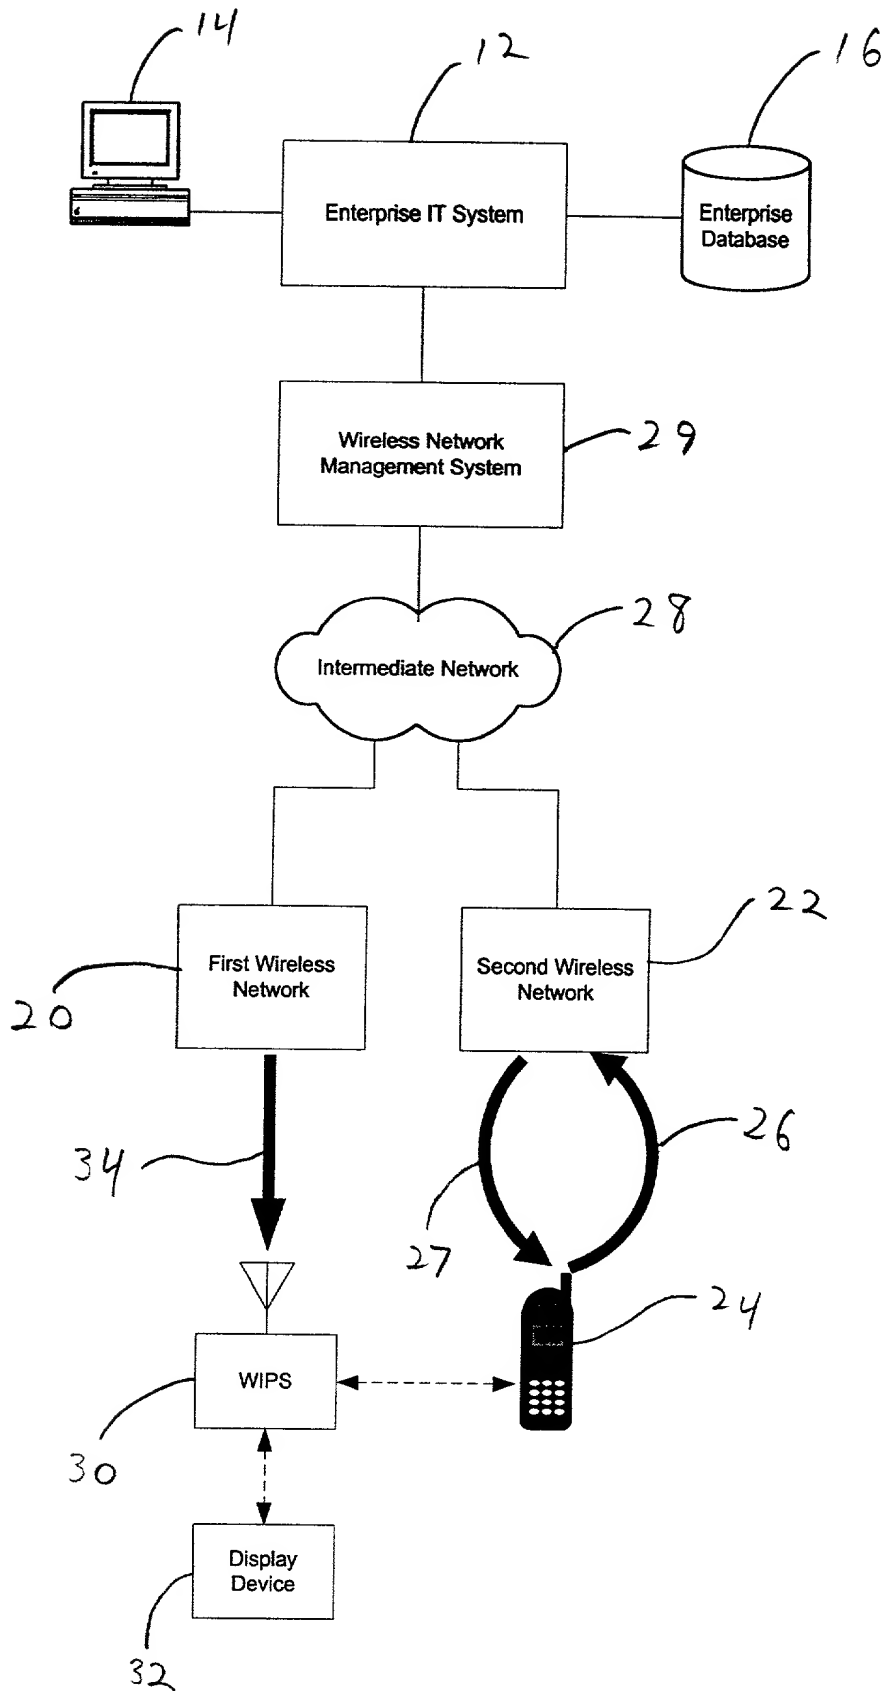 14
12
16
Enterprise IT System
Enterprise
Database
Wireless Network
Management System
29
28
Intermediate Network
22
First Wireless
Network
Second Wireless
Network
20
26
34
27
24
WIPS
30
Display
Device
32